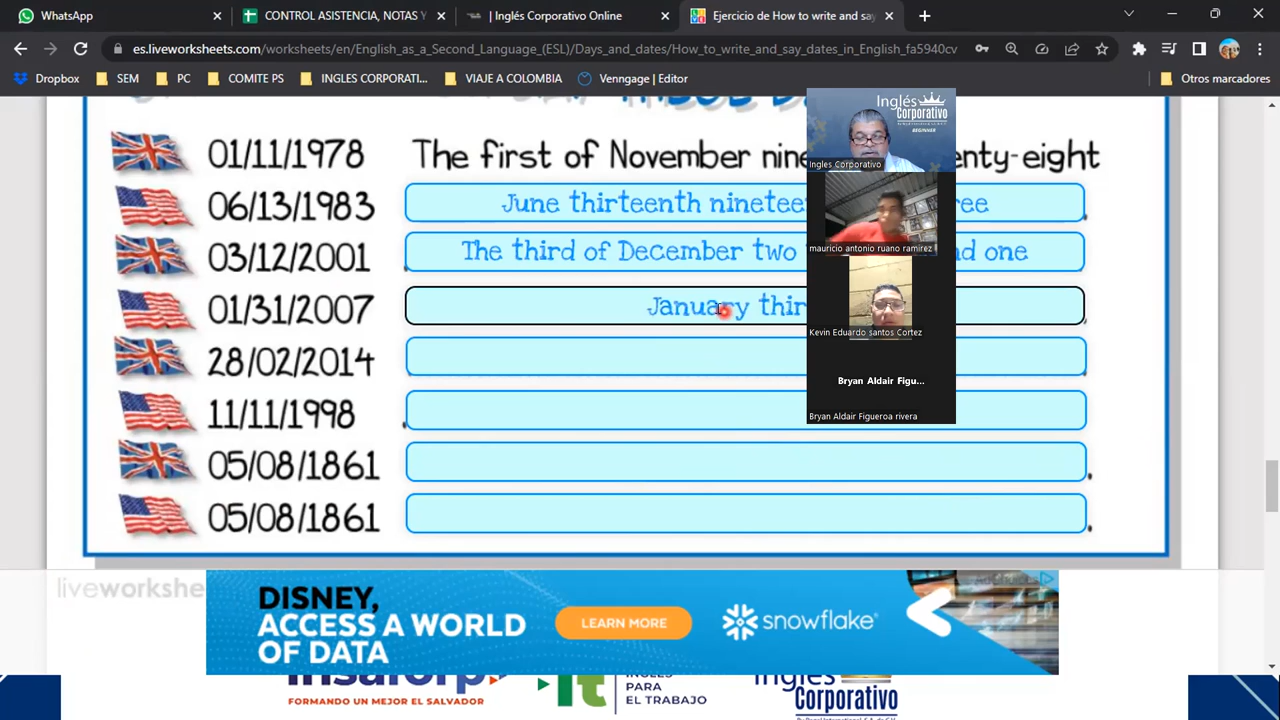 WhatsApp
CONTROL ASISTENCIA, NOTAS Y
| Inglés Corporativo Online
Ejercicio de How to write and say
es.liveworksheets.com/worksheets/en/English_as_a_Second_Language_(ESL)/Days_and_dates/How_to_write_and_say_dates_in_English_fa5940cv
Dropbox
SEM
PC
COMITE PS
INGLES CORPORATI...
VIAJE A COLOMBIA
Venngage | Editor
Otros marcadores
01/11/1978 The first of November nine enty-eight
06/13/1983 June thirteenth nineteen ree
03/12/2001 The third of December two nd one
01/31/2007 January thir
28/02/2014
11/11/1998
05/08/1861
05/08/1861
Inglés
Corporativo
BEGINNER
Ingles Corporativo
mauricio antonio ruano ramirez
Kevin Eduardo santos Cortez
Bryan Aldair Figu...
Bryan Aldair Figueroa rivera
liveworkshe
DISNEY,
ACCESS A WORLD
OF DATA
LEARN MORE
snowflake
insaforp
FORMANDO UN MEJOR EL SALVADOR
INGLÉS
PARA
EL TRABAJO
Inglés
Corporativo